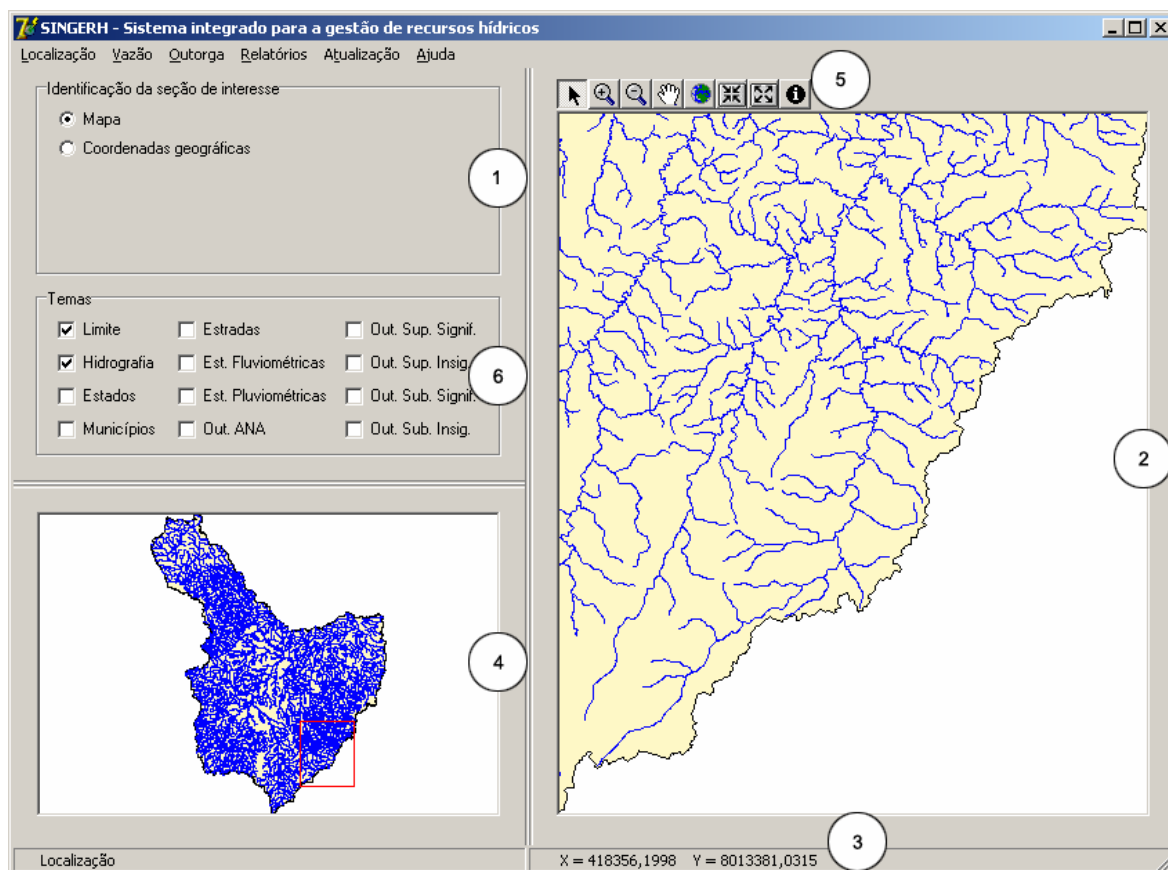 SINGERH - Sistema integrado para a gestão de recursos hídricos
Localização Vazão Outorga Relatórios Atualização Ajuda
Identificação da seção de interesse
Mapa
Coordenadas geográficas
1
5
Temas
Limite Estradas Out. Sup. Signif.
Hidrografia Est. Fluviométricas Out. Sup. Insig.
Estados Est. Pluviométricas Out. Sub. Signif.
Municípios Out. ANA Out. Sub. Insig.
6
2
4
3
Localização
X = 418356,1998 Y = 8013381,0315